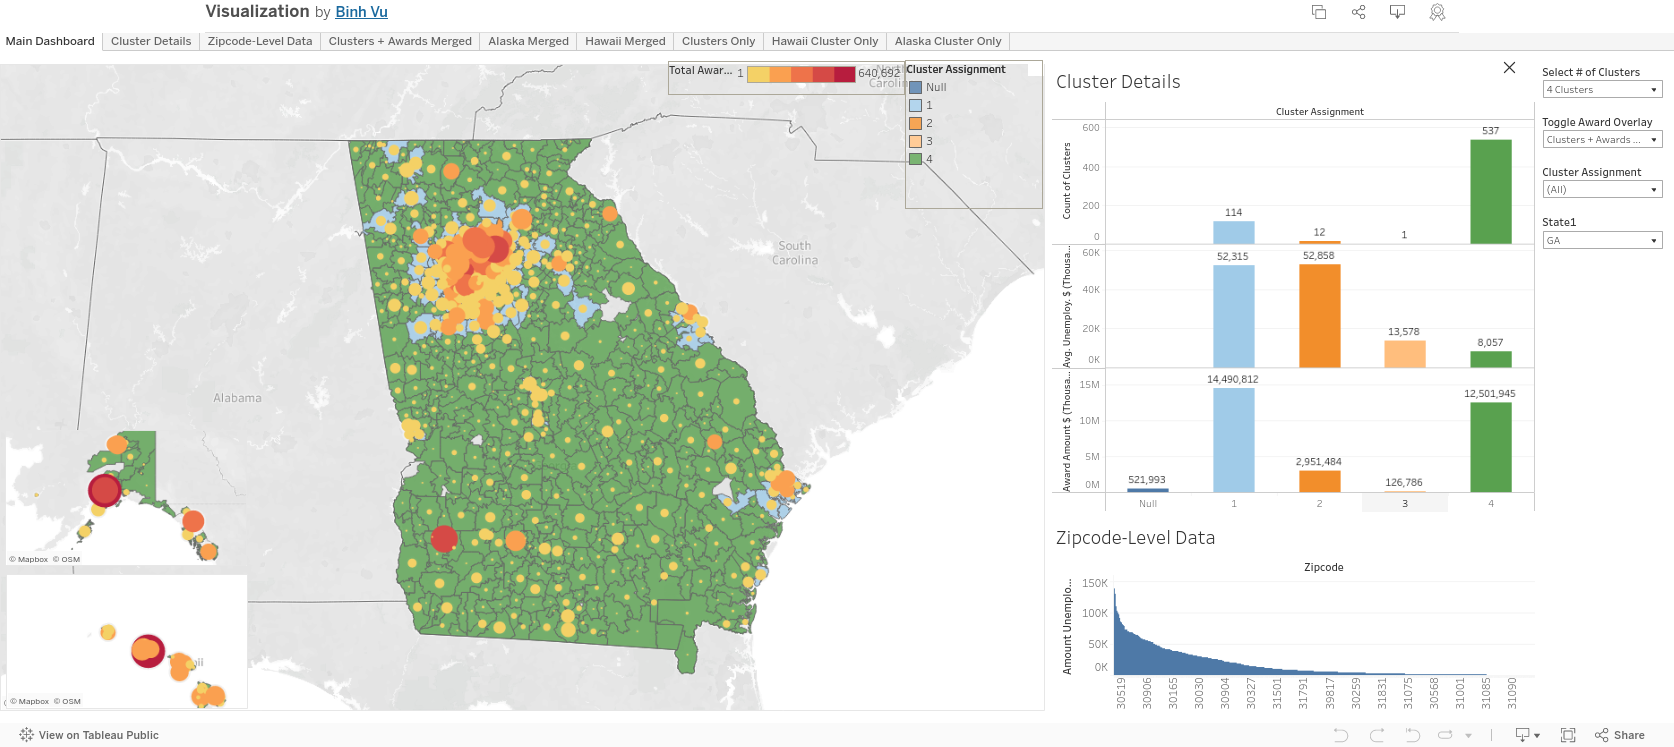 Visualization by Binh Vu
Main Dashboard
Cluster Details
Zipcode-Level Data
Clusters + Awards Merged
Alaska Merged
Hawaii Merged
Clusters Only
Hawaii Cluster Only
Alaska Cluster Only
Total Awar...
1
640,692
Cluster Assignment
Null
1
2
3
4
North
Carolin
South
Carolina
Alabama
© Mapbox © OSM
ii
© Mapbox © OSM
Cluster Details
Cluster Assignment
Count of Clusters
600
400
200
0
114
12
1
537
Avg. Unemploy. $ (Thousa...
60K
40K
20K
0K
52,315
52,858
13,578
8,057
Award Amount $ (Thousa...
15M
10M
5M
0M
521,993
14,490,812
2,951,484
126,786
12,501,945
Null
1
2
3
4
Zipcode-Level Data
Zipcode
Amount Unemplo...
150K
100K
50K
0K
30519
30906
30165
30030
30904
30327
31501
31791
39817
30259
31831
31075
30568
31001
31085
31090
Select # of Clusters
4 Clusters
Toggle Award Overlay
Clusters + Awards ...
Cluster Assignment
(All)
State1
GA
View on Tableau Public
Share